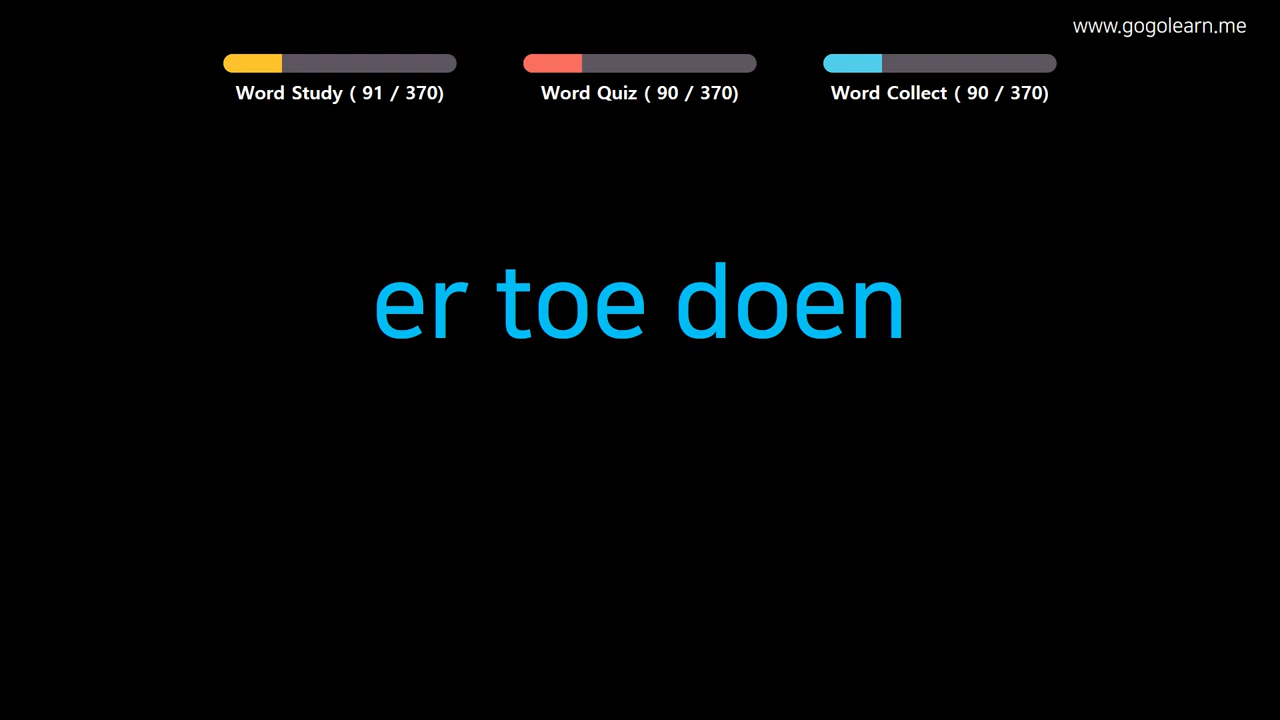 www.gogolearn.me
Word Study ( 91 / 370)
Word Quiz ( 90 / 370)
Word Collect ( 90 / 370)
er toe doen